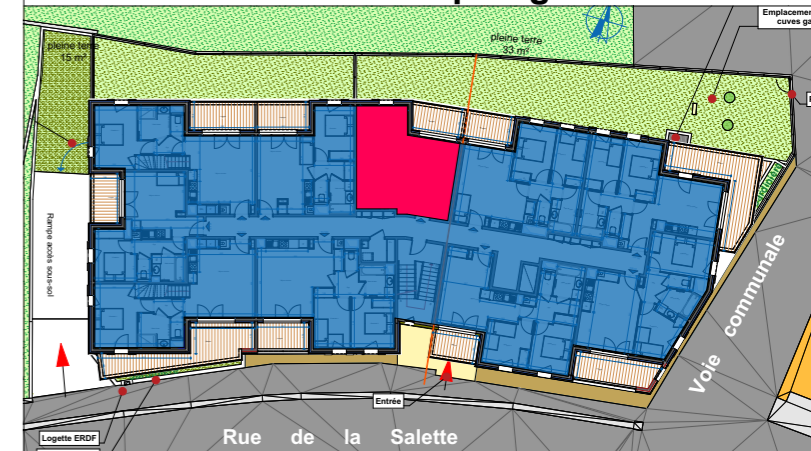 Emplacemen
cuves ga
pleine terre
33 m²
pleine terre
15 m²
Rampe accès sous-sol
Voie communale
Entrée
Logette ERDF
Rue de la Salette